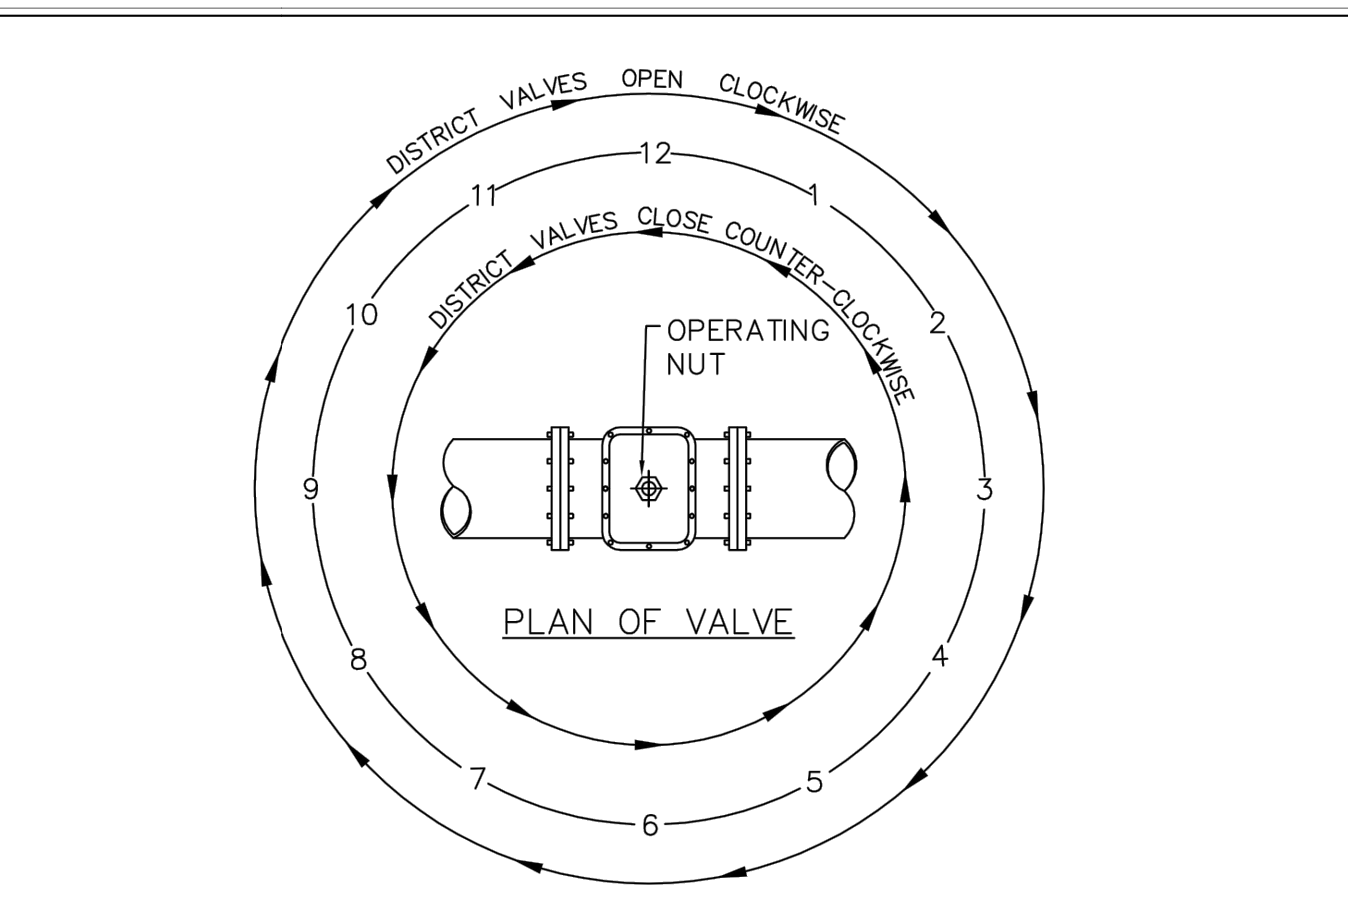 DISTRICT VALVES OPEN CLOCKWISE
12
11
1
DISTRICT VALVES CLOSE COUNTER-CLOCKWISE
10
2
OPERATING
NUT
9
3
PLAN OF VALVE
8
4
7
5
6